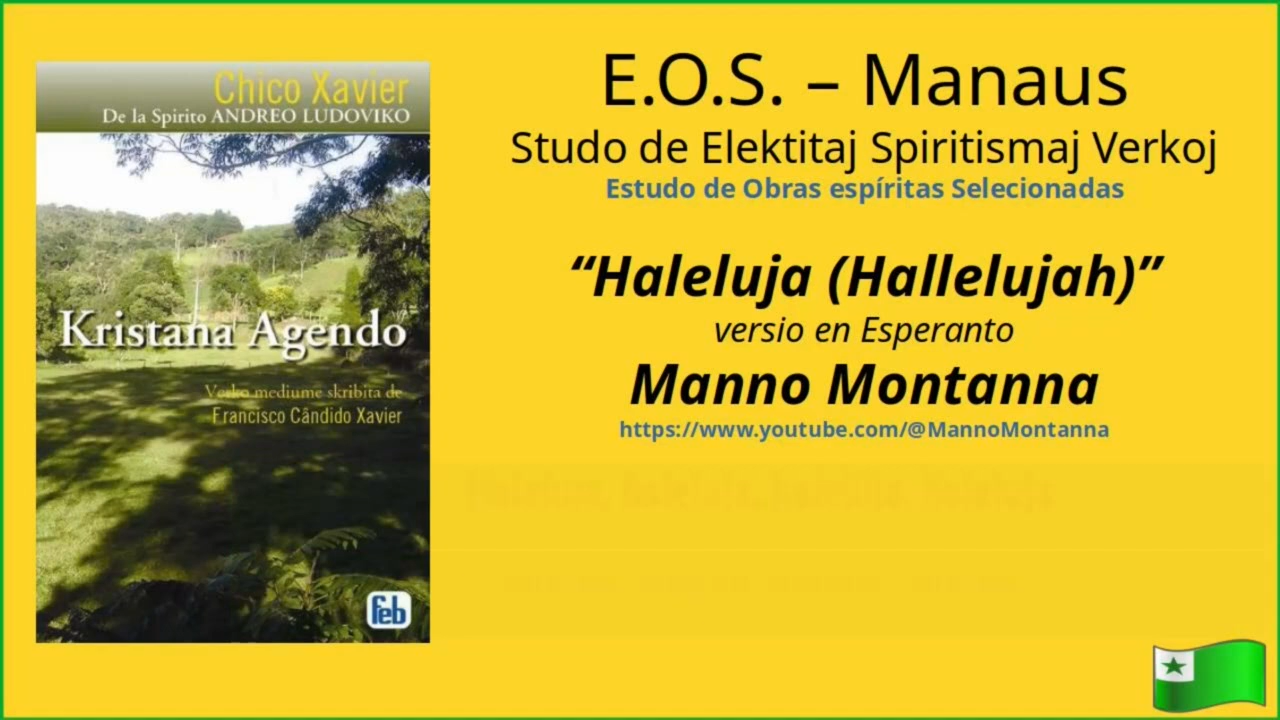 Chico Xavier
De la Spirito ANDREO LUDOVIKO
Kristana Agendo
Verko mediume skribita de
Francisco Cândido Xavier
feb
E.O.S. – Manaus
Studo de Elektitaj Spiritismaj Verkoj
Estudo de Obras espíritas Selecionadas
“Haleluja (Hallelujah)”
versio en Esperanto
Manno Montanna
https://www.youtube.com/@MannoMontanna